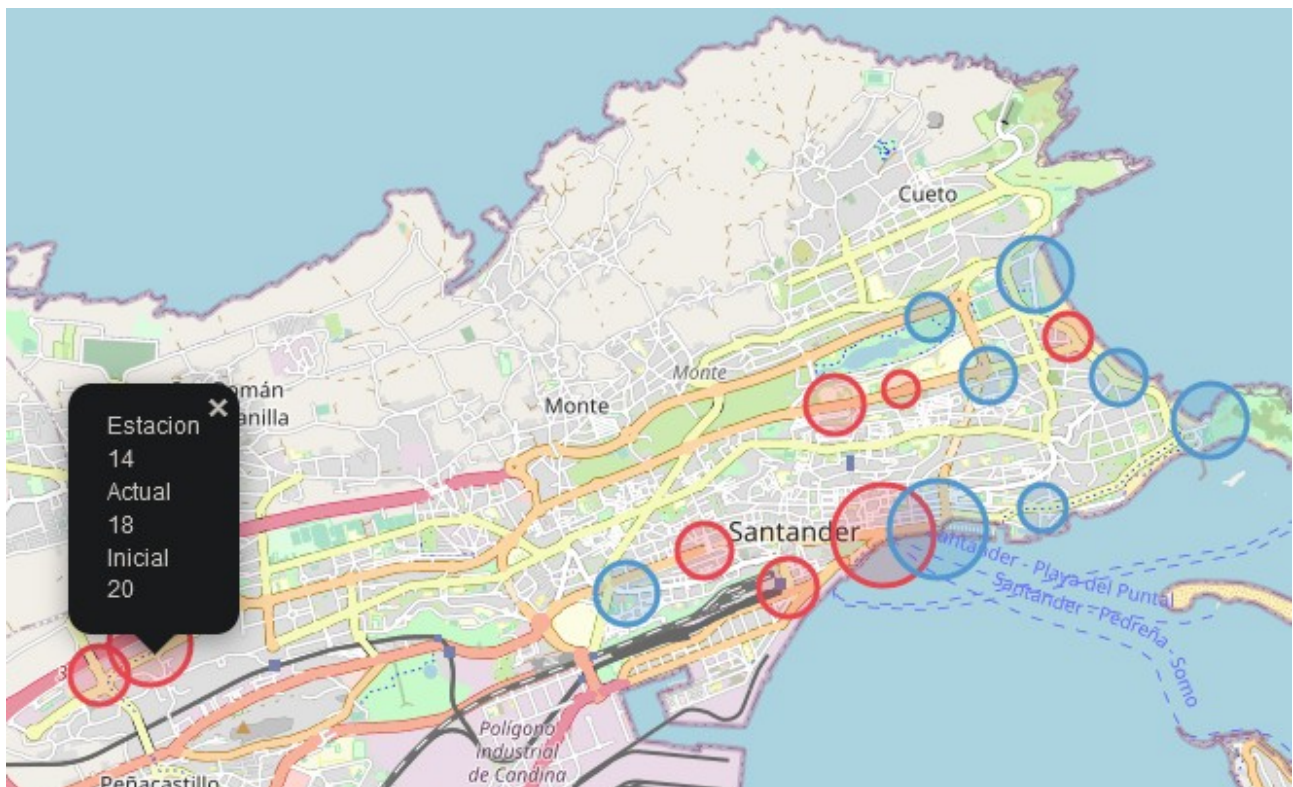 Cueto
Monte
Monte
Estacion
14
Actual
18
Inicial
20
×
Santander
Santander - Playa del Puntal
Santander - Pedreña - Somo
Polígono
industrial
de Candina
Peñacastillo